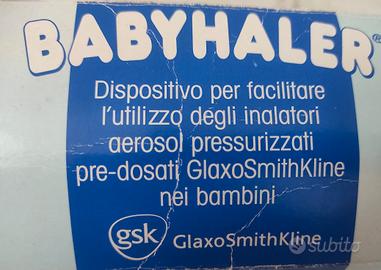 BABYHALER®
Dispositivo per facilitare
l'utilizzo degli inalatori
aerosol pressurizzati
pre-dosati GlaxoSmithKline
nei bambini
gsk GlaxoSmithKline
subito